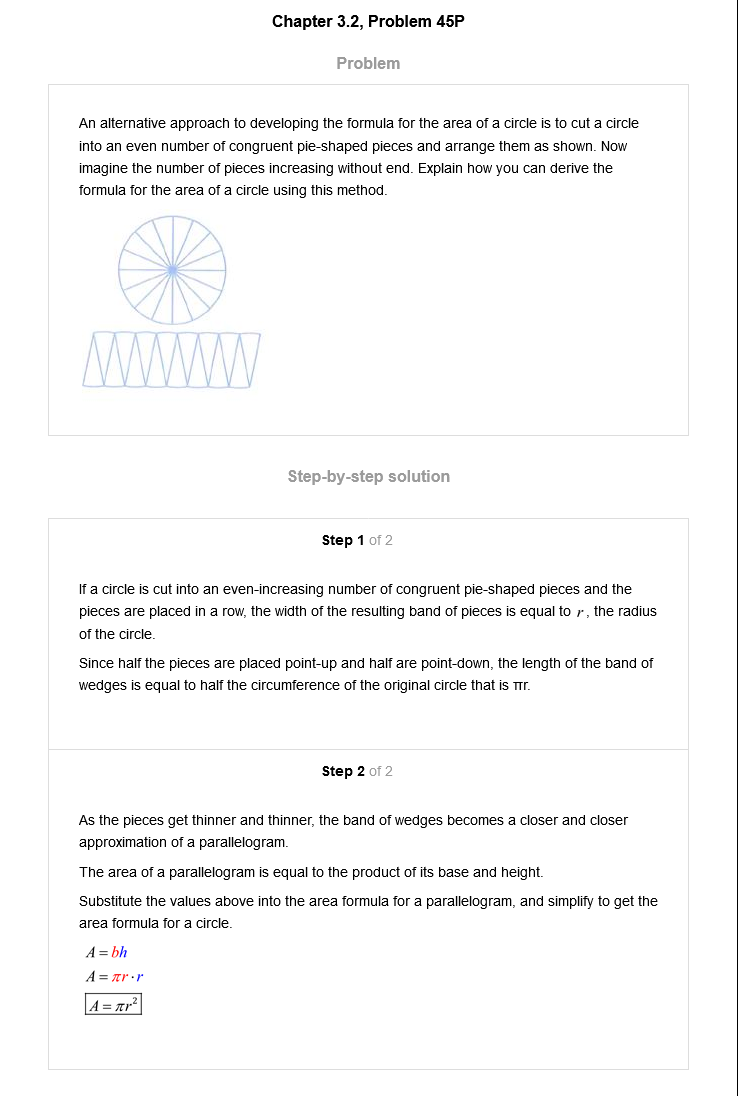 Chapter 3.2, Problem 45P
Problem
An alternative approach to developing the formula for the area of a circle is to cut a circle
into an even number of congruent pie-shaped pieces and arrange them as shown. Now
imagine the number of pieces increasing without end. Explain how you can derive the
formula for the area of a circle using this method.
Step-by-step solution
Step 1 of 2
If a circle is cut into an even-increasing number of congruent pie-shaped pieces and the
pieces are placed in a row, the width of the resulting band of pieces is equal to r, the radius
of the circle.
Since half the pieces are placed point-up and half are point-down, the length of the band of
wedges is equal to half the circumference of the original circle that is πr.
Step 2 of 2
As the pieces get thinner and thinner, the band of wedges becomes a closer and closer
approximation of a parallelogram.
The area of a parallelogram is equal to the product of its base and height.
Substitute the values above into the area formula for a parallelogram, and simplify to get the
area formula for a circle.
A = bh
A = πr · r
A = πr²